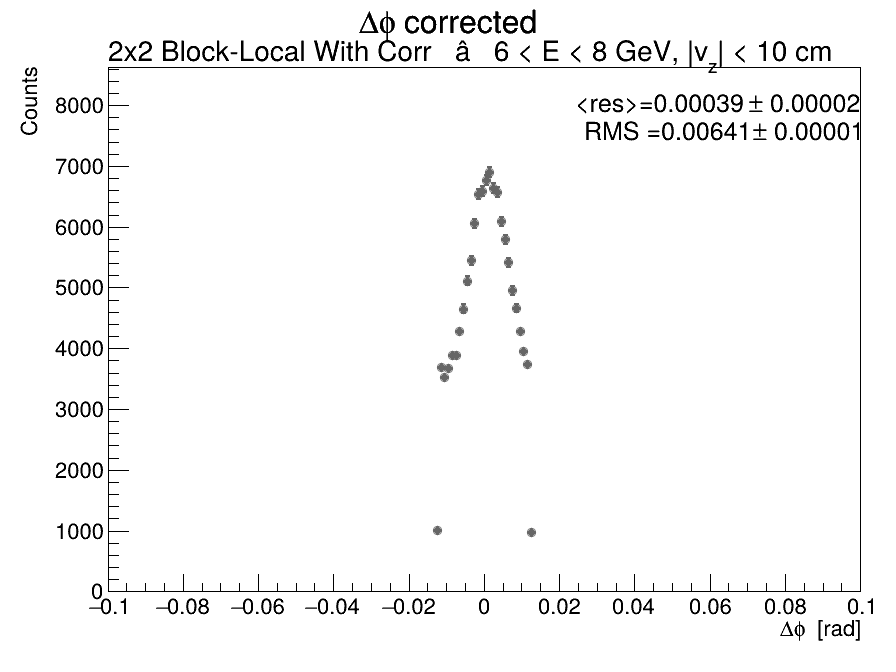 Δϕ corrected
2x2 Block-Local With Corr â 6 < E < 8 GeV, |v_z| < 10 cm
Counts
<res>=0.00039± 0.00002
RMS =0.00641± 0.00001
8000
7000
6000
5000
4000
3000
2000
1000
0
−0.1 −0.08 −0.06 −0.04 −0.02 0 0.02 0.04 0.06 0.08 0.1
Δϕ [rad]